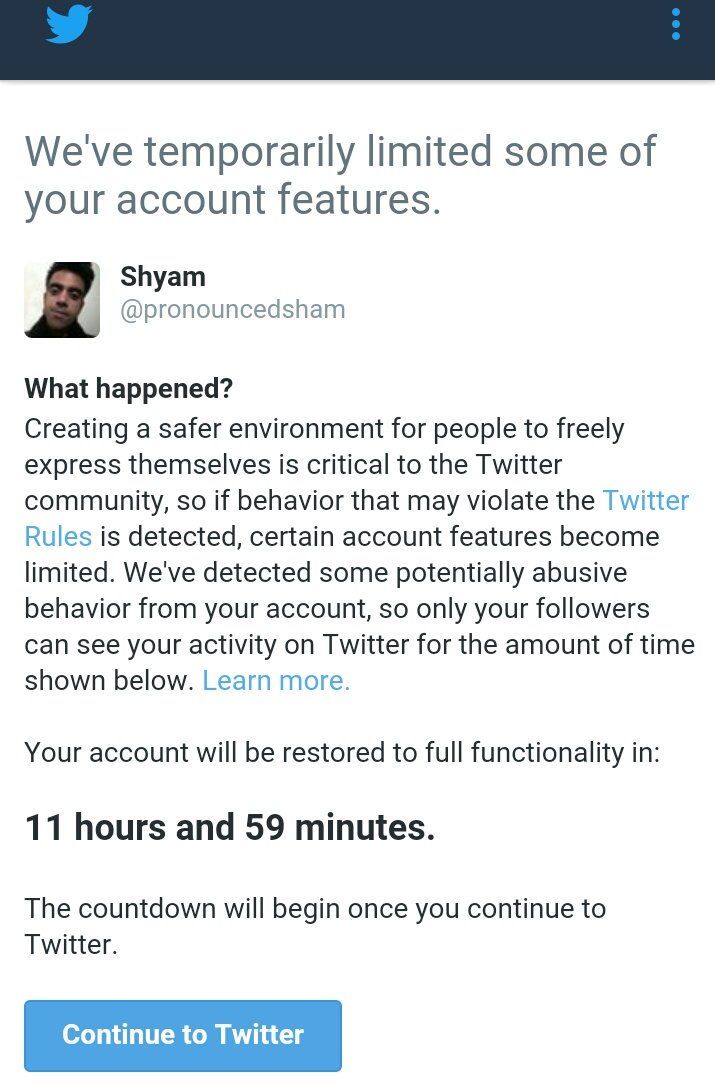 We've temporarily limited some of
your account features.
Shyam
@pronouncedsham
What happened?
Creating a safer environment for people to freely
express themselves is critical to the Twitter
community, so if behavior that may violate the Twitter
Rules is detected, certain account features become
limited. We've detected some potentially abusive
behavior from your account, so only your followers
can see your activity on Twitter for the amount of time
shown below. Learn more.
Your account will be restored to full functionality in:
11 hours and 59 minutes.
The countdown will begin once you continue to
Twitter.
Continue to Twitter